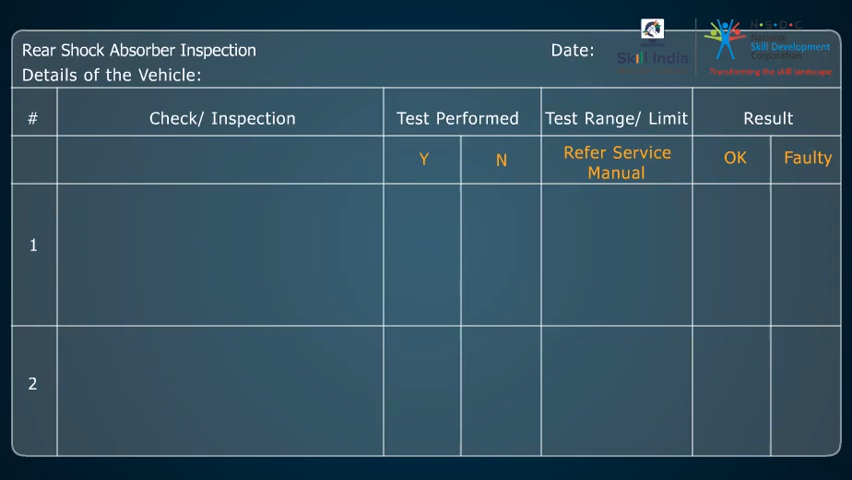 Rear Shock Absorber Inspection
Date:
Details of the Vehicle:
Skill India
N·S·D·C
National
Skill Development
Corporation
Transforming the skill landscape
# Check/ Inspection Test Performed Test Range/ Limit Result
Y N Refer Service Manual OK Faulty
1
2